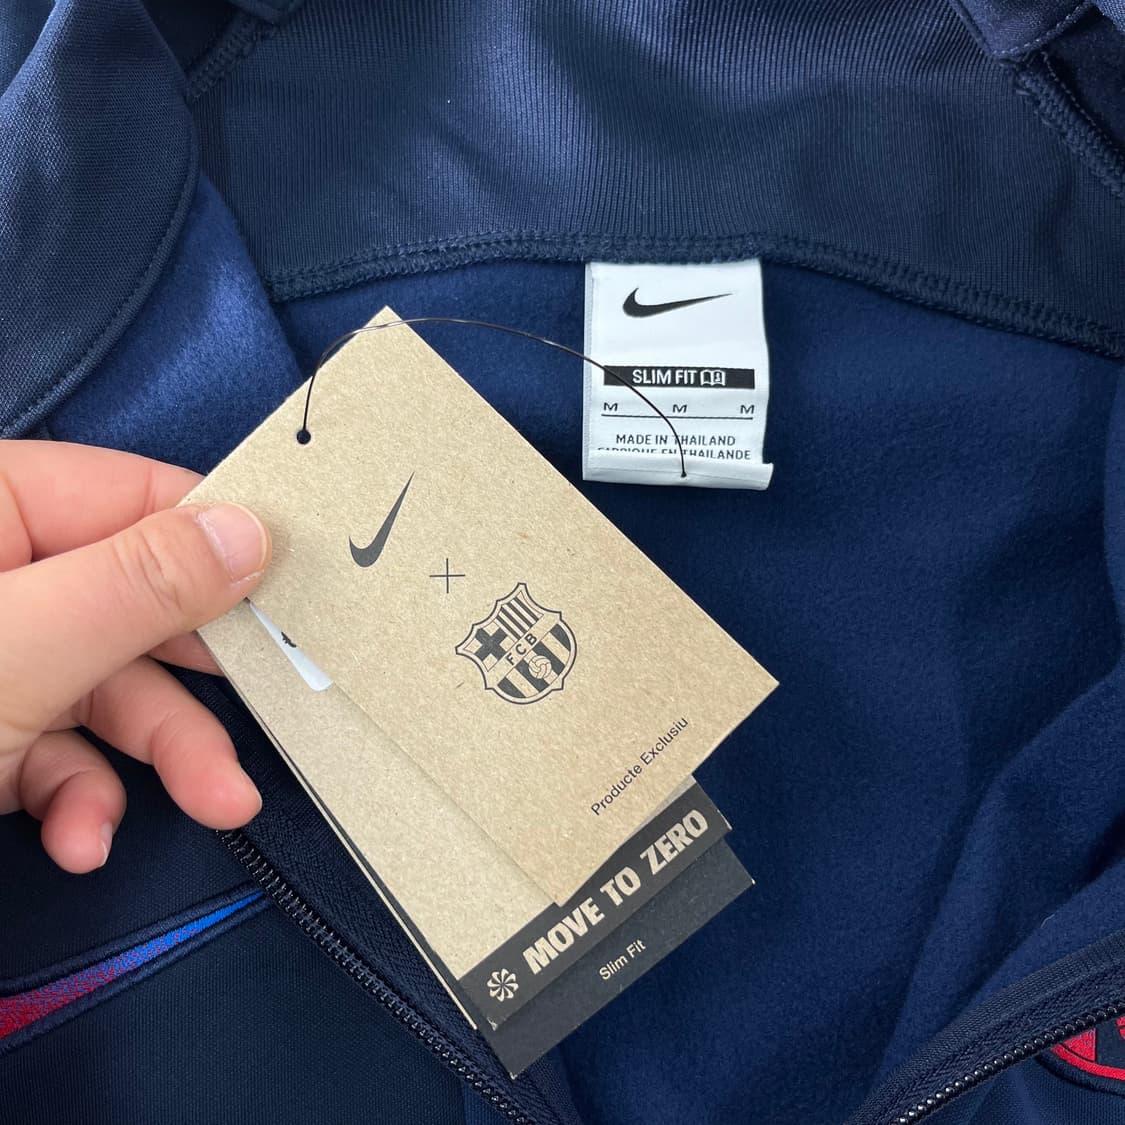 SLIM FIT
M M M
MADE IN THAILAND
FABRIQUE EN THAILANDE
FCB
Producte Exclusiu
MOVE TO ZERO
Slim Fit